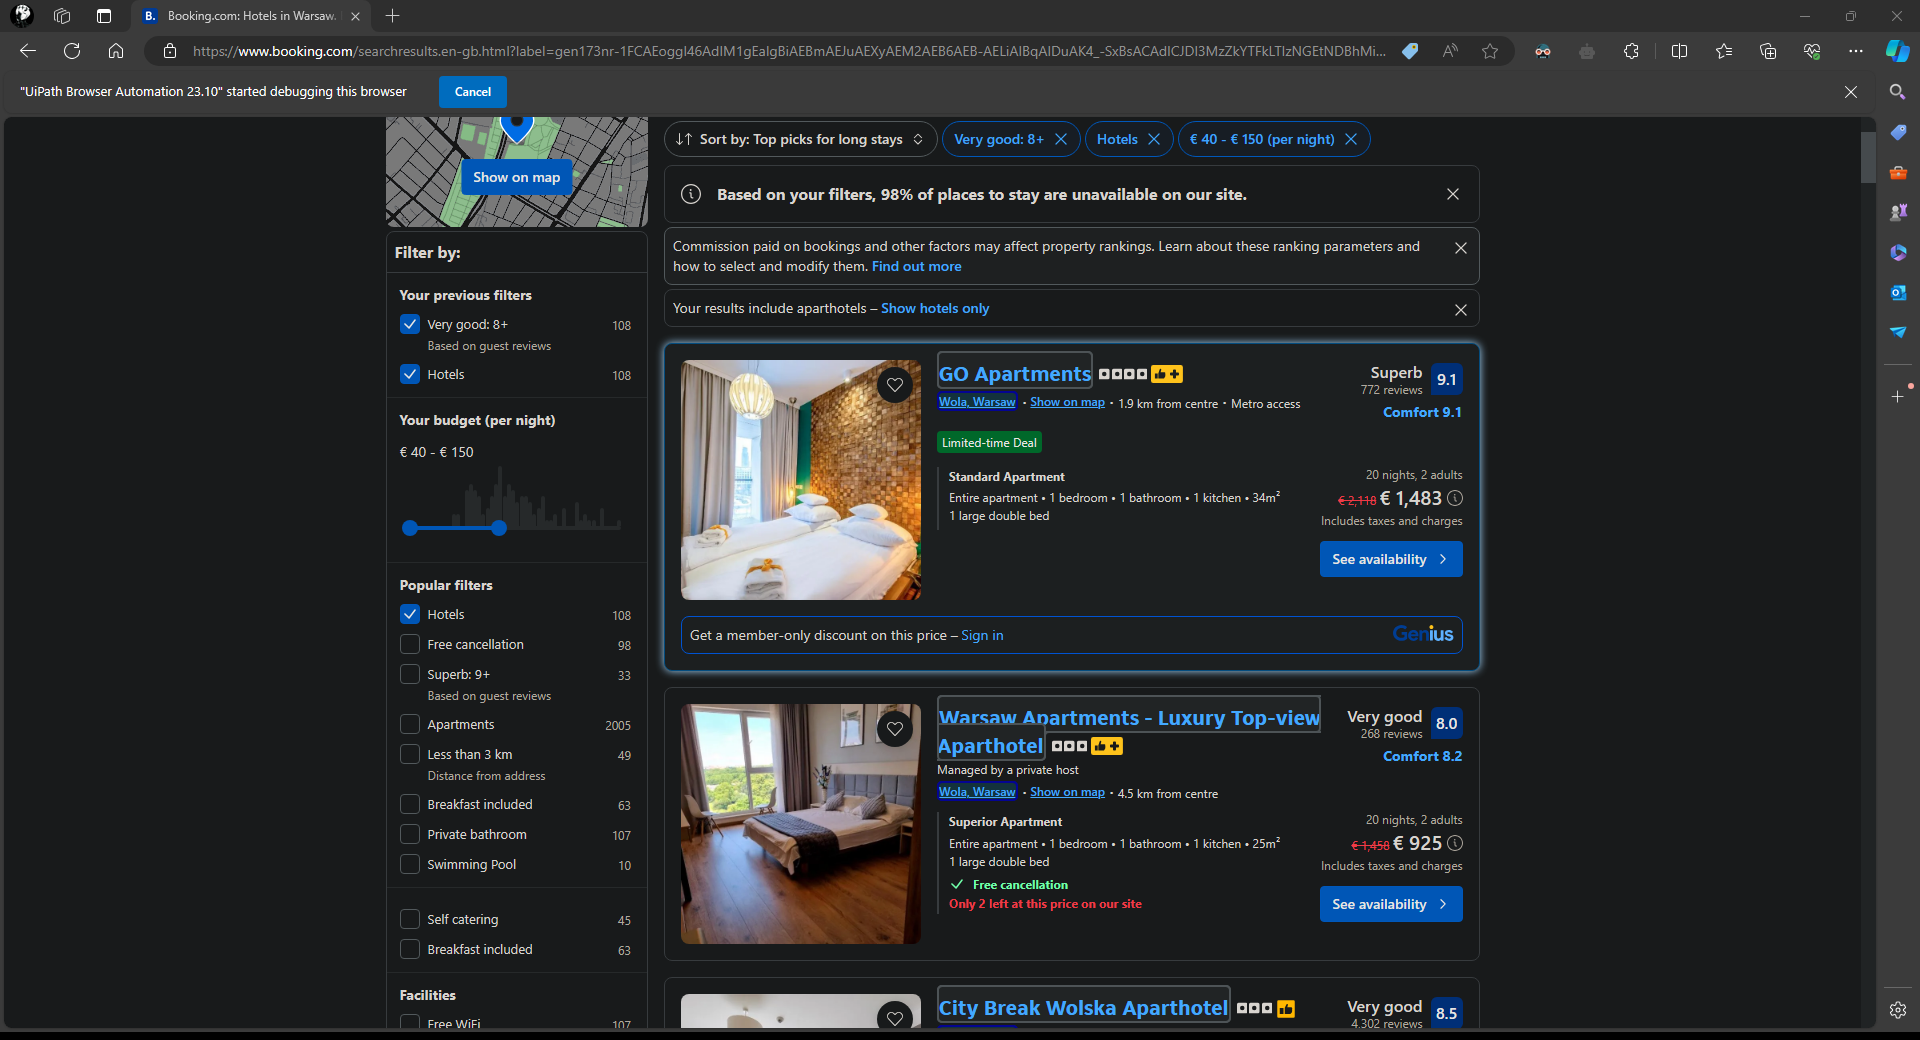 Booking.com: Hotels in Warsaw.
https://www.booking.com/searchresults.en-gb.html?label=gen173nr-1FCAEoggI46AdIM1gEaIgBiAEBmAEJuAEXyAEM2AEB6AEB-AELiAIBqAIDuAK4_-SxBsACAdICJDI3MzZkYTFkLTIzNGEtNDBhMi...
"UiPath Browser Automation 23.10" started debugging this browser
Cancel
Show on map
Filter by:
Your previous filters
Very good: 8+ 108
Based on guest reviews
Hotels 108
Your budget (per night)
€ 40 - € 150
Popular filters
Hotels 108
Free cancellation 98
Superb: 9+ 33
Based on guest reviews
Apartments 2005
Less than 3 km 49
Distance from address
Breakfast included 63
Private bathroom 107
Swimming Pool 10
Self catering 45
Breakfast included 63
Facilities
Free WiFi 107
Sort by: Top picks for long stays
Very good: 8+
Hotels
€ 40 - € 150 (per night)
Based on your filters, 98% of places to stay are unavailable on our site.
Commission paid on bookings and other factors may affect property rankings. Learn about these ranking parameters and
how to select and modify them. Find out more
Your results include aparthotels – Show hotels only
GO Apartments
Wola, Warsaw • Show on map • 1.9 km from centre • Metro access
Superb
772 reviews
9.1
Comfort 9.1
Limited-time Deal
Standard Apartment
Entire apartment • 1 bedroom • 1 bathroom • 1 kitchen • 34m²
1 large double bed
20 nights, 2 adults
€ 2,118 € 1,483
Includes taxes and charges
See availability
Get a member-only discount on this price – Sign in
Genius
Warsaw Apartments - Luxury Top-view
Aparthotel
Managed by a private host
Wola, Warsaw • Show on map • 4.5 km from centre
Very good
268 reviews
8.0
Comfort 8.2
Superior Apartment
Entire apartment • 1 bedroom • 1 bathroom • 1 kitchen • 25m²
1 large double bed
Free cancellation
Only 2 left at this price on our site
20 nights, 2 adults
€ 1,458 € 925
Includes taxes and charges
See availability
City Break Wolska Aparthotel
Very good
4,302 reviews
8.5